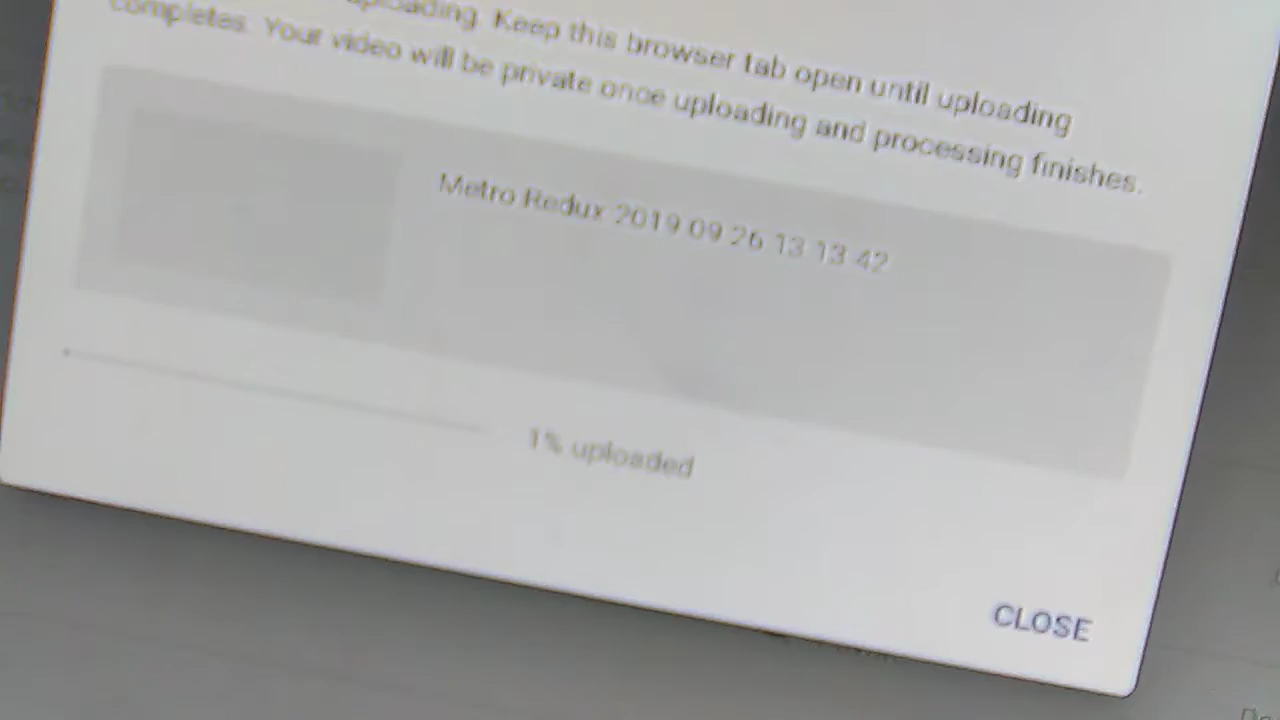 uploading. Keep this browser tab open until uploading
completes. Your video will be private once uploading and processing finishes.
Metro Redux 2019 09 26 13 13 42
1% uploaded
CLOSE